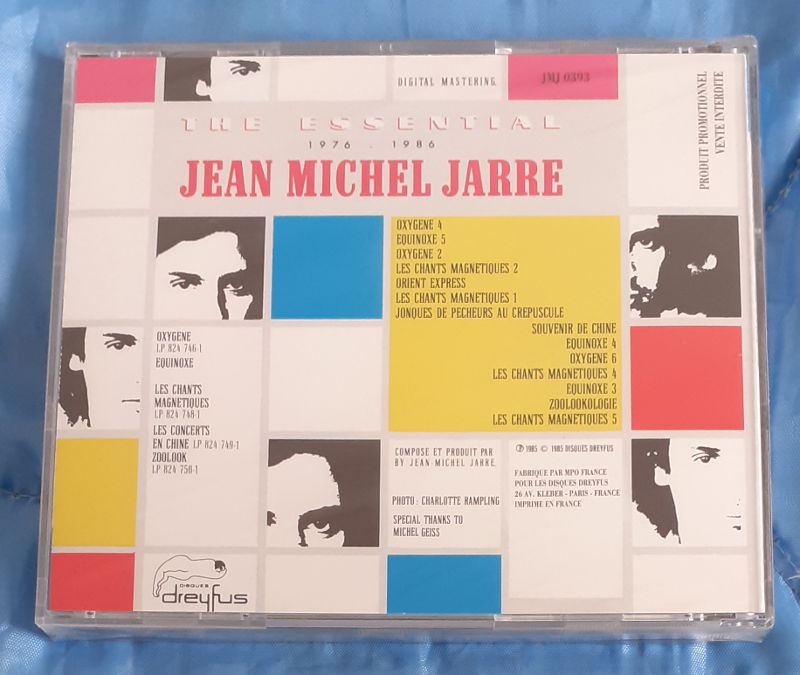 DIGITAL MASTERING.
JMJ 0393
PRODUIT PROMOTIONNEL
VENTE INTERDITE
THE ESSENTIAL
1976 . 1986
JEAN MICHEL JARRE
OXYGENE 4
EQUINOXE 5
OXYGENE 2
LES CHANTS MAGNETIQUES 2
ORIENT EXPRESS
LES CHANTS MAGNETIQUES 1
JONQUES DE PECHEURS AU CREPUSCULE
SOUVENIR DE CHINE
EQUINOXE 4
OXYGENE 6
LES CHANTS MAGNETIQUES 4
EQUINOXE 3
ZOOLOOKOLOGIE
LES CHANTS MAGNETIQUES 5
OXYGENE
LP 824 746-1
EQUINOXE
LES CHANTS
MAGNETIQUES
LP 824 748-1
LES CONCERTS
EN CHINE LP 824 749-1
ZOOLOOK
LP 824 750-1
COMPOSE ET PRODUIT PAR
BY JEAN-MICHEL JARRE.
PHOTO : CHARLOTTE RAMPLING
SPECIAL THANKS TO
MICHEL GEISS
℗ 1985 © 1985 DISQUES DREYFUS
FABRIQUE PAR MPO FRANCE
POUR LES DISQUES DREYFUS
26 AV. KLEBER - PARIS - FRANCE
IMPRIME EN FRANCE
DISQUES
dreyfus